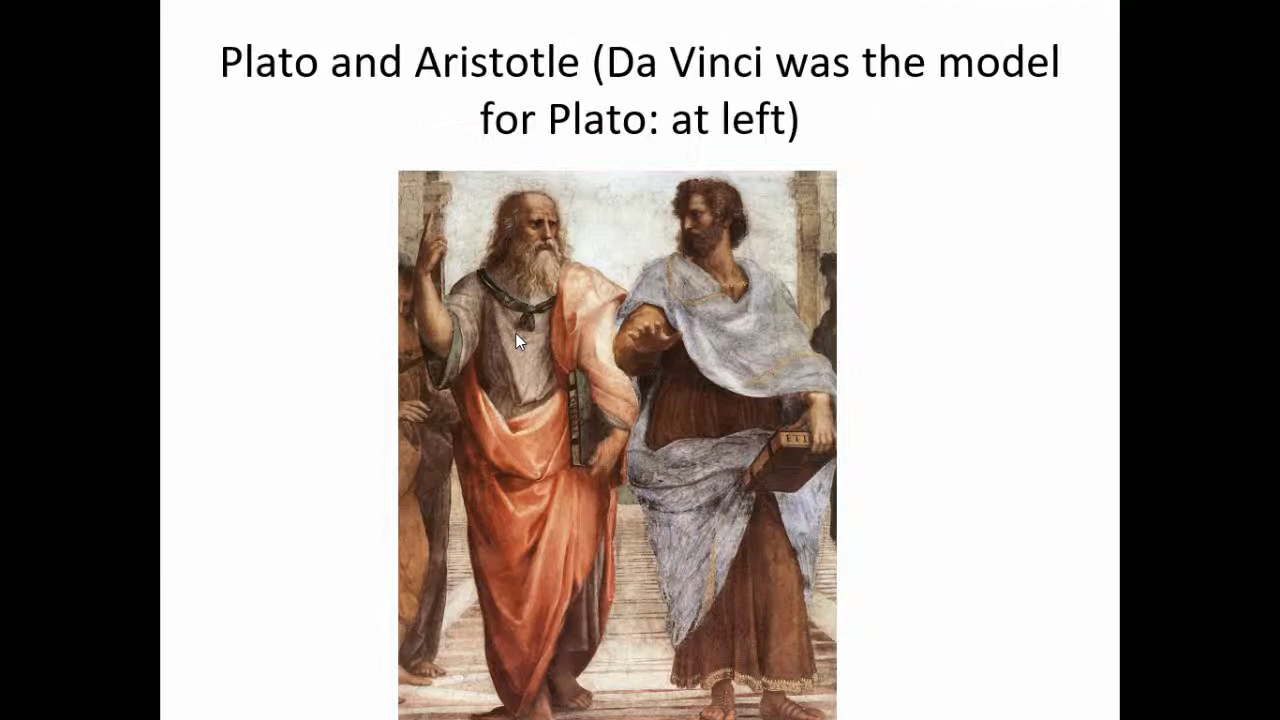 Plato and Aristotle (Da Vinci was the model
for Plato: at left)